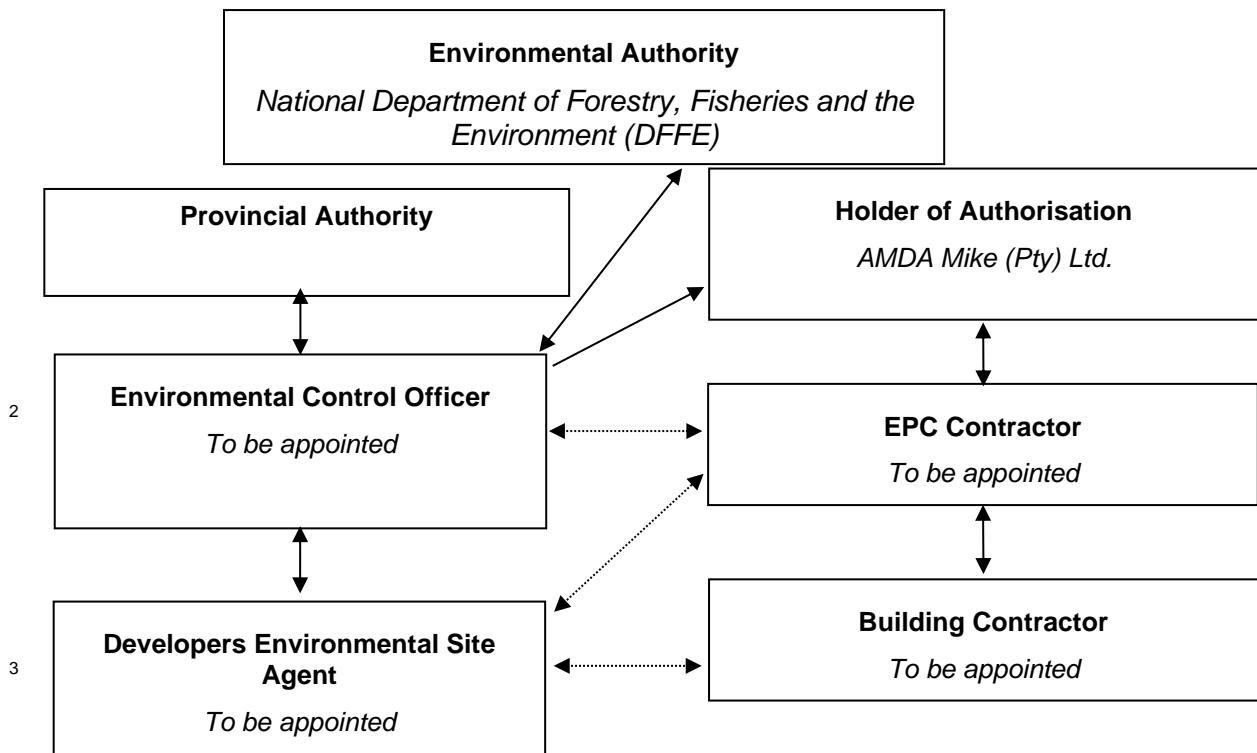 Environmental Authority
National Department of Forestry, Fisheries and the
Environment (DFFE)
Provincial Authority
Holder of Authorisation
AMDA Mike (Pty) Ltd.
2
Environmental Control Officer
To be appointed
EPC Contractor
To be appointed
3
Developers Environmental Site
Agent
To be appointed
Building Contractor
To be appointed